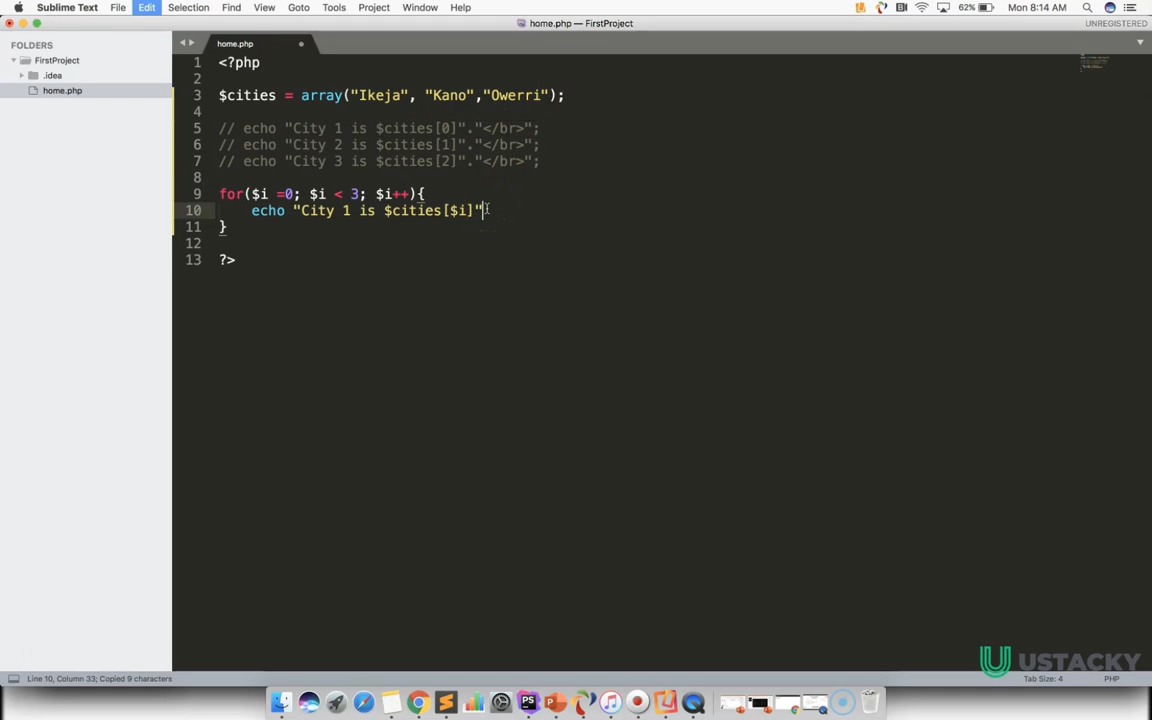 Sublime Text File Edit Selection Find View Goto Tools Project Window Help 62% Mon 8:14 AM
home.php — FirstProject UNREGISTERED
FOLDERS
FirstProject
.idea
home.php
home.php
1 <?php
2
3 $cities = array("Ikeja", "Kano","Owerri");
4
5 // echo "City 1 is $cities[0]"."</br>";
6 // echo "City 2 is $cities[1]"."</br>";
7 // echo "City 3 is $cities[2]"."</br>";
8
9 for($i =0; $i < 3; $i++){
10 echo "City 1 is $cities[$i]"
11 }
12
13 ?>
USTACKY
Line 10, Column 33; Copied 9 characters Tab Size: 4 PHP